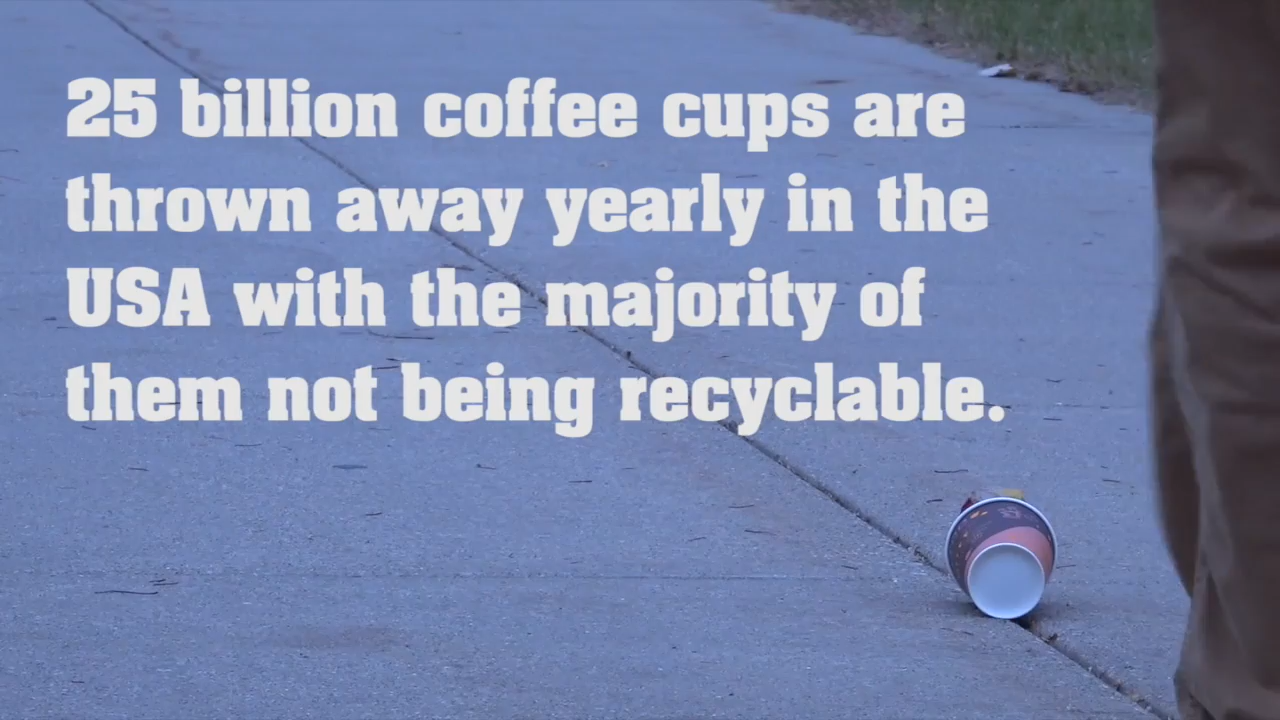 25 billion coffee cups are
thrown away yearly in the
USA with the majority of
them not being recyclable.